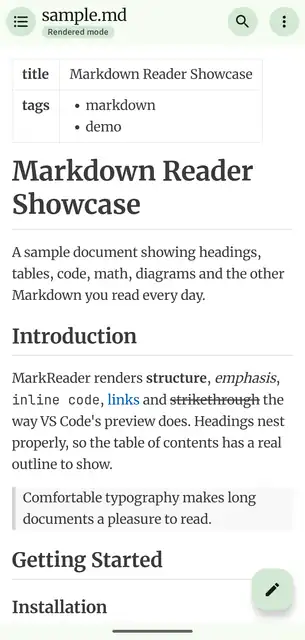 sample.md
Rendered mode
title Markdown Reader Showcase
tags • markdown
• demo
Markdown Reader
Showcase
A sample document showing headings,
tables, code, math, diagrams and the other
Markdown you read every day.
Introduction
MarkReader renders structure, emphasis,
inline code, links and strikethrough the
way VS Code's preview does. Headings nest
properly, so the table of contents has a real
outline to show.
Comfortable typography makes long
documents a pleasure to read.
Getting Started
Installation